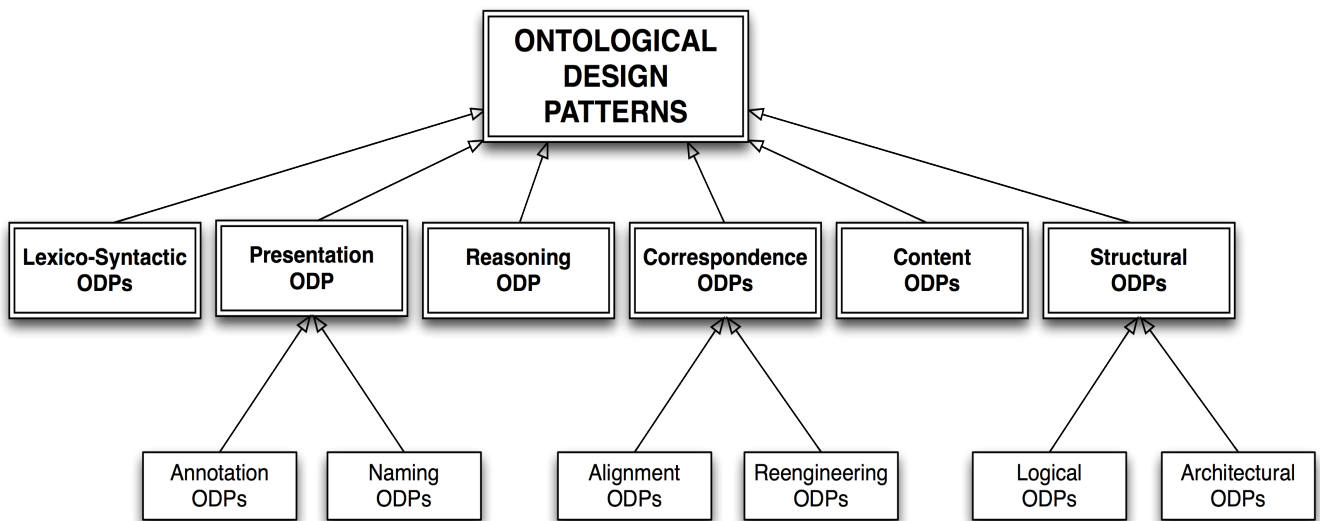 ONTOLOGICAL
DESIGN
PATTERNS
Lexico-Syntactic
ODPs
Presentation
ODP
Reasoning
ODP
Correspondence
ODPs
Content
ODPs
Structural
ODPs
Annotation
ODPs
Naming
ODPs
Alignment
ODPs
Reengineering
ODPs
Logical
ODPs
Architectural
ODPs